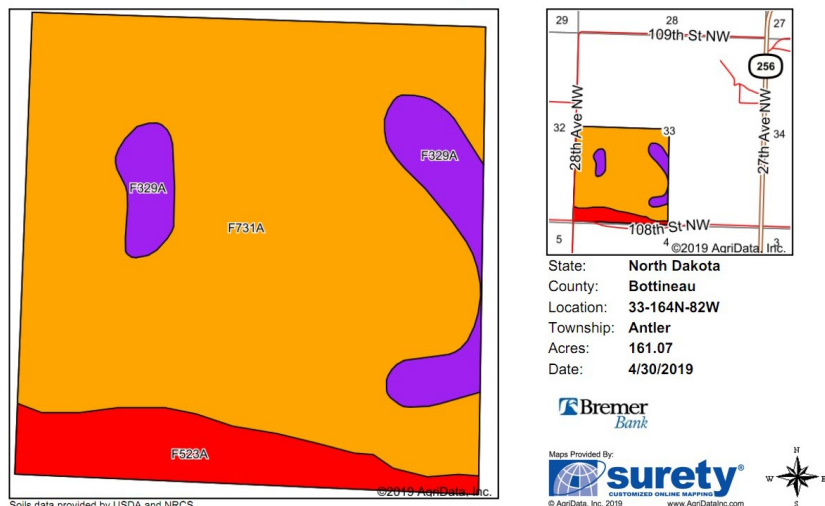 F329A
F329A
F731A
F523A
©2019 AgriData, Inc.
Soils data provided by USDA and NRCS
29
28
27
109th St NW
256
28th Ave NW
27th Ave NW
32
33
34
108th St NW
5
4
3
©2019 AgriData, Inc.
State: North Dakota
County: Bottineau
Location: 33-164N-82W
Township: Antler
Acres: 161.07
Date: 4/30/2019
Bremer
Bank
Maps Provided By:
surety®
CUSTOMIZED ONLINE MAPPING
© AgriData, Inc. 2019 www.AgriDataInc.com
N
W E
S